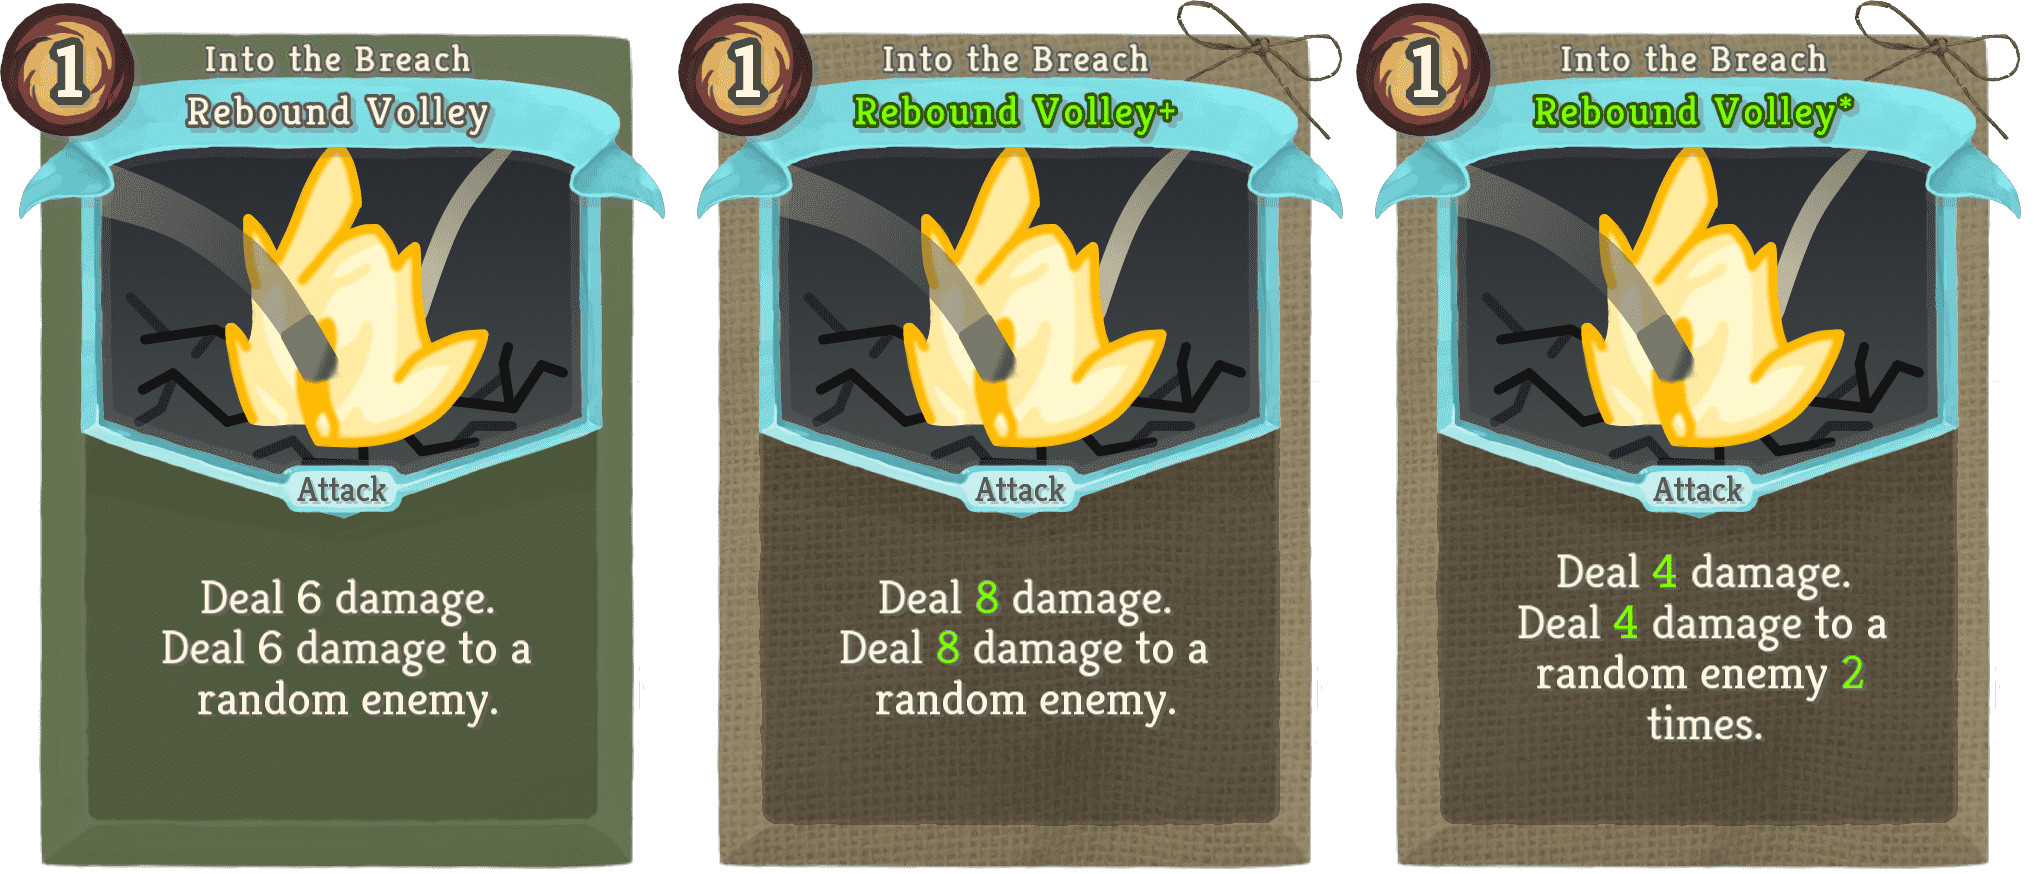 1
Into the Breach
Rebound Volley
Attack
Deal 6 damage.
Deal 6 damage to a
random enemy.
1
Into the Breach
Rebound Volley+
Attack
Deal 8 damage.
Deal 8 damage to a
random enemy.
1
Into the Breach
Rebound Volley*
Attack
Deal 4 damage.
Deal 4 damage to a
random enemy 2
times.